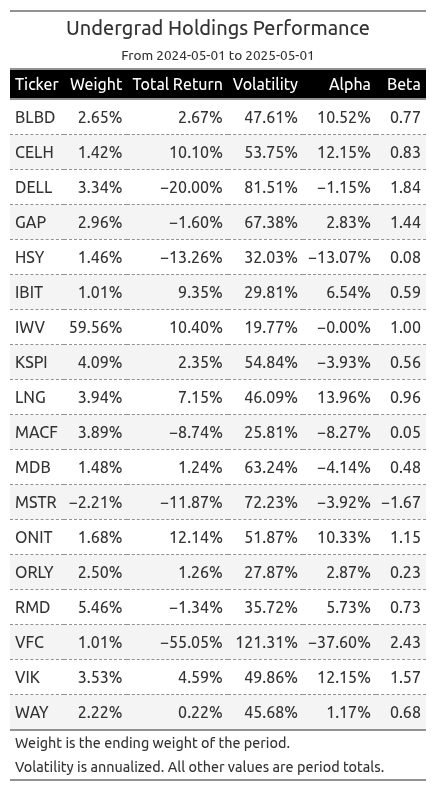 Undergrad Holdings Performance
From 2024-05-01 to 2025-05-01
Ticker Weight Total Return Volatility Alpha Beta
BLBD 2.65% 2.67% 47.61% 10.52% 0.77
CELH 1.42% 10.10% 53.75% 12.15% 0.83
DELL 3.34% −20.00% 81.51% −1.15% 1.84
GAP 2.96% −1.60% 67.38% 2.83% 1.44
HSY 1.46% −13.26% 32.03% −13.07% 0.08
IBIT 1.01% 9.35% 29.81% 6.54% 0.59
IWV 59.56% 10.40% 19.77% −0.00% 1.00
KSPI 4.09% 2.35% 54.84% −3.93% 0.56
LNG 3.94% 7.15% 46.09% 13.96% 0.96
MACF 3.89% −8.74% 25.81% −8.27% 0.05
MDB 1.48% 1.24% 63.24% −4.14% 0.48
MSTR −2.21% −11.87% 72.23% −3.92% −1.67
ONIT 1.68% 12.14% 51.87% 10.33% 1.15
ORLY 2.50% 1.26% 27.87% 2.87% 0.23
RMD 5.46% −1.34% 35.72% 5.73% 0.73
VFC 1.01% −55.05% 121.31% −37.60% 2.43
VIK 3.53% 4.59% 49.86% 12.15% 1.57
WAY 2.22% 0.22% 45.68% 1.17% 0.68
Weight is the ending weight of the period.
Volatility is annualized. All other values are period totals.